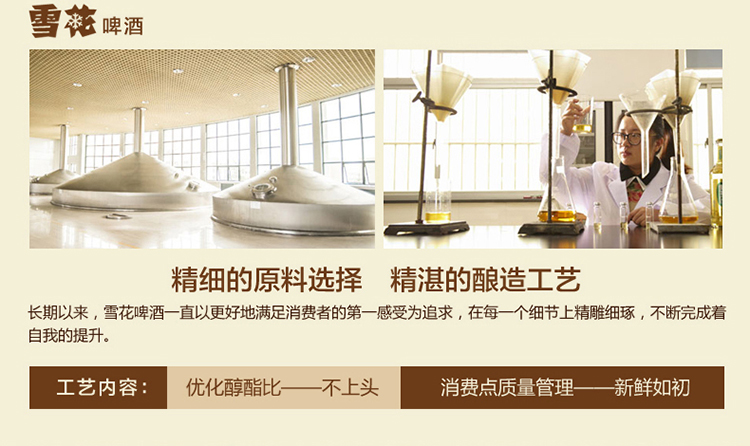 雪花 啤酒
精细的原料选择 精湛的酿造工艺
长期以来，雪花啤酒一直以更好地满足消费者的第一感受为追求，在每一个细节上精雕细琢，不断完成着
自我的提升。
工艺内容： 优化醇酯比——不上头 消费点质量管理——新鲜如初